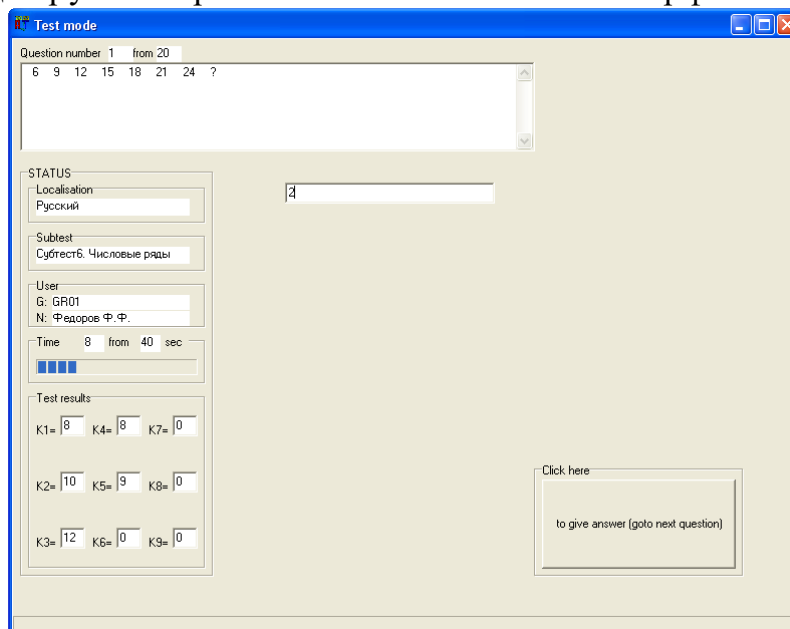 Test mode
Question number 1 from 20
6 9 12 15 18 21 24 ?
STATUS
Localisation
Русский
2
Subtest
Субтест6. Числовые ряды
User
G: GR01
N: Федоров Ф.Ф.
Time 8 from 40 sec
Test results
K1= 8 K4= 8 K7= 0
K2= 10 K5= 9 K8= 0
K3= 12 K6= 0 K9= 0
Click here
to give answer (goto next question)